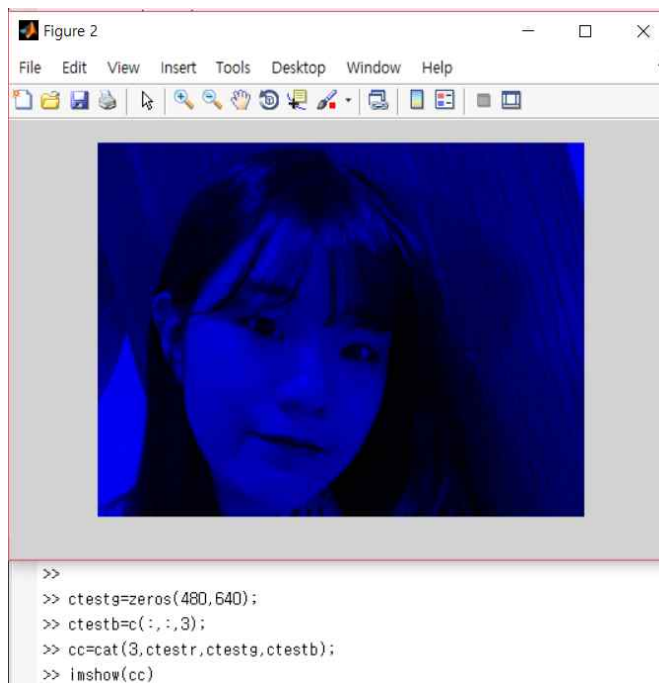 Figure 2
File Edit View Insert Tools Desktop Window Help
>>
>> ctestg=zeros(480,640);
>> ctestb=c(:,:,3);
>> cc=cat(3,ctestr,ctestg,ctestb);
>> imshow(cc)